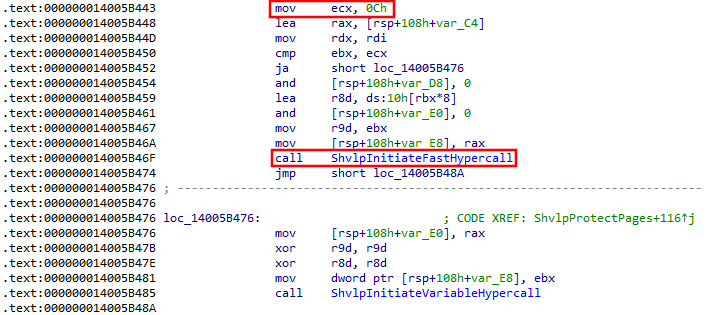 .text:000000014005B443 mov ecx, 0Ch
.text:000000014005B448 lea rax, [rsp+108h+var_C4]
.text:000000014005B44D mov rdx, rdi
.text:000000014005B450 cmp ebx, ecx
.text:000000014005B452 ja short loc_14005B476
.text:000000014005B454 and [rsp+108h+var_D8], 0
.text:000000014005B459 lea r8d, ds:10h[rbx*8]
.text:000000014005B461 and [rsp+108h+var_E0], 0
.text:000000014005B467 mov r9d, ebx
.text:000000014005B46A mov [rsp+108h+var_E8], rax
.text:000000014005B46F call ShvlpInitiateFastHypercall
.text:000000014005B474 jmp short loc_14005B48A
.text:000000014005B476 ; ---------------------------------------------------------------------------
.text:000000014005B476
.text:000000014005B476 loc_14005B476: ; CODE XREF: ShvlpProtectPages+116↑j
.text:000000014005B476 mov [rsp+108h+var_E0], rax
.text:000000014005B47B xor r9d, r9d
.text:000000014005B47E xor r8d, r8d
.text:000000014005B481 mov dword ptr [rsp+108h+var_E8], ebx
.text:000000014005B485 call ShvlpInitiateVariableHypercall
.text:000000014005B48A